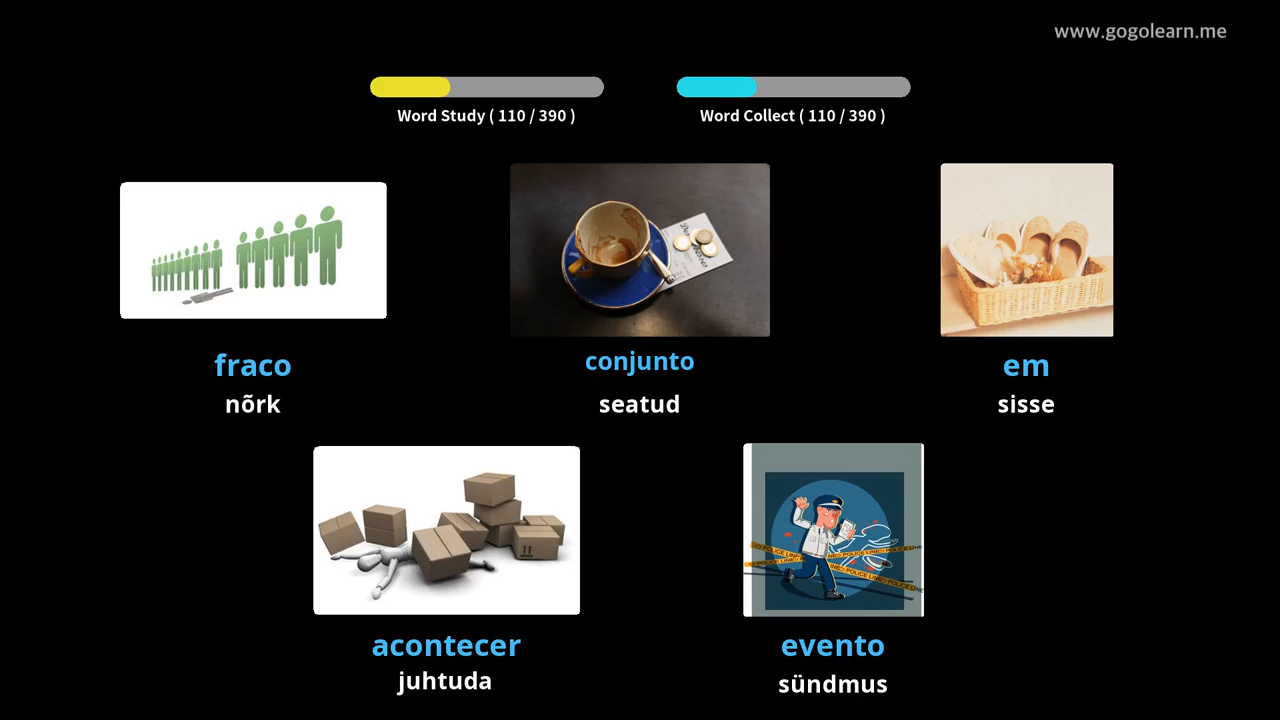 www.gogolearn.me
Word Study ( 110 / 390 )
Word Collect ( 110 / 390 )
fraco
conjunto
em
nõrk
seatud
sisse
acontecer
evento
juhtuda
sündmus